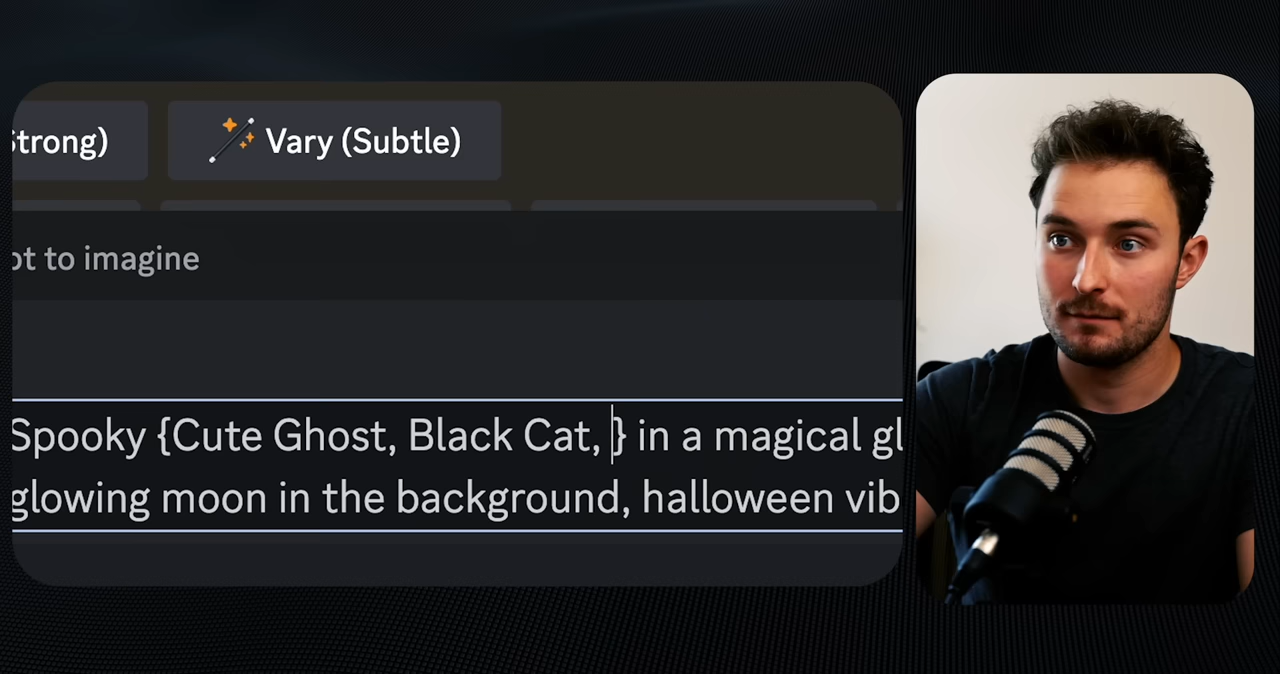 Strong)
Vary (Subtle)
ot to imagine
Spooky {Cute Ghost, Black Cat, } in a magical gl
glowing moon in the background, halloween vib